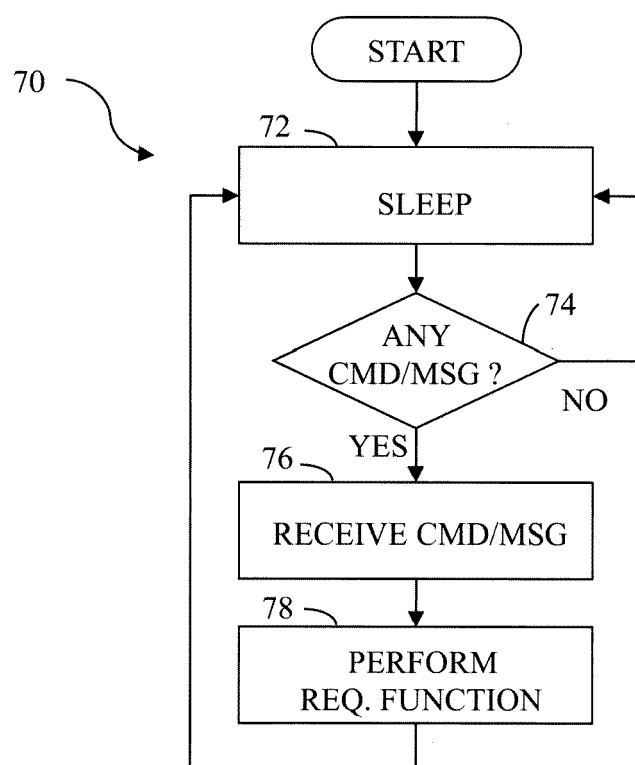 START
70
72
SLEEP
74
ANY
CMD/MSG ?
NO
YES
76
RECEIVE CMD/MSG
78
PERFORM
REQ. FUNCTION